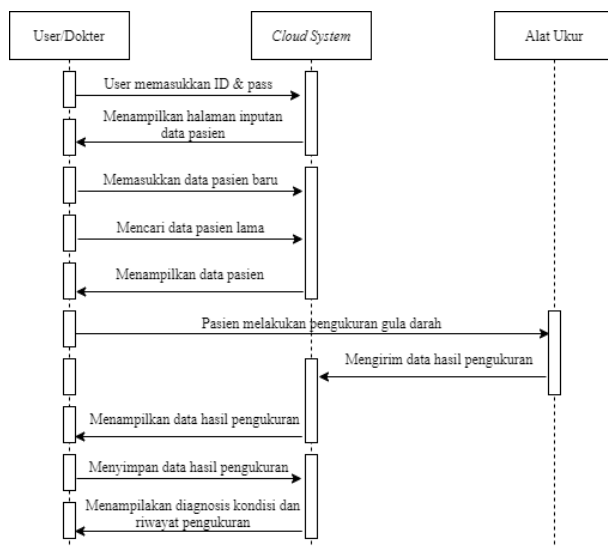 User/Dokter
Cloud System
Alat Ukur
User memasukkan ID & pass
Menampilkan halaman inputan
data pasien
Memasukkan data pasien baru
Mencari data pasien lama
Menampilkan data pasien
Pasien melakukan pengukuran gula darah
Mengirim data hasil pengukuran
Menampilkan data hasil pengukuran
Menyimpan data hasil pengukuran
Menampilakan diagnosis kondisi dan
riwayat pengukuran